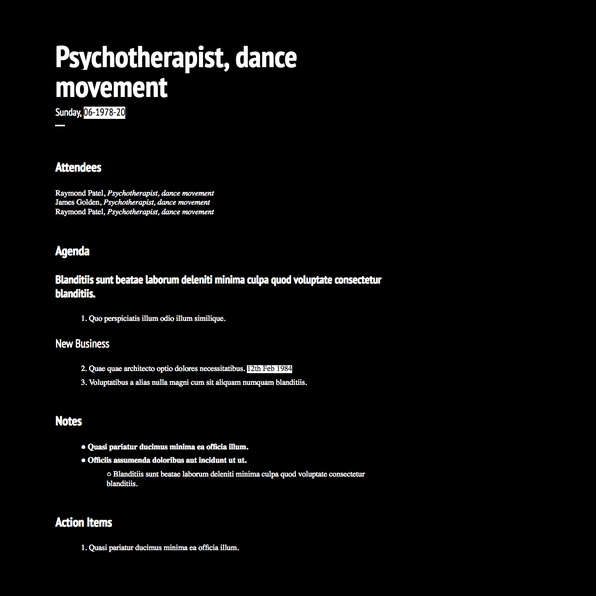 Psychotherapist, dance
movement
Sunday, 06-1978-20
Attendees
Raymond Patel, Psychotherapist, dance movement
James Golden, Psychotherapist, dance movement
Raymond Patel, Psychotherapist, dance movement
Agenda
Blanditiis sunt beatae laborum deleniti minima culpa quod voluptate consectetur
blanditiis.
1. Quo perspiciatis illum odio illum similique.
New Business
2. Quae quae architecto optio dolores necessitatibus. 12th Feb 1984
3. Voluptatibus a alias nulla magni cum sit aliquam numquam blanditiis.
Notes
● Quasi pariatur ducimus minima ea officia illum.
● Officiis assumenda doloribus aut incidunt ut ut.
○ Blanditiis sunt beatae laborum deleniti minima culpa quod voluptate consectetur
blanditiis.
Action Items
1. Quasi pariatur ducimus minima ea officia illum.